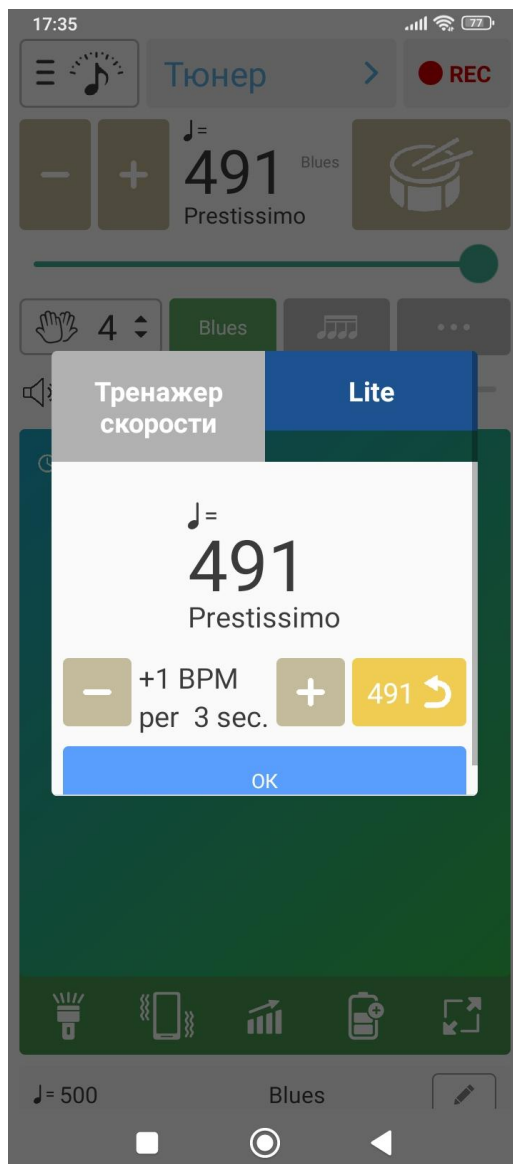 17:35
77
Тюнер
REC
♩=
491
Blues
Prestissimo
4
Blues
Тренажер
скорости
Lite
♩=
491
Prestissimo
+1 BPM
per 3 sec.
491
ОК
♩= 500
Blues